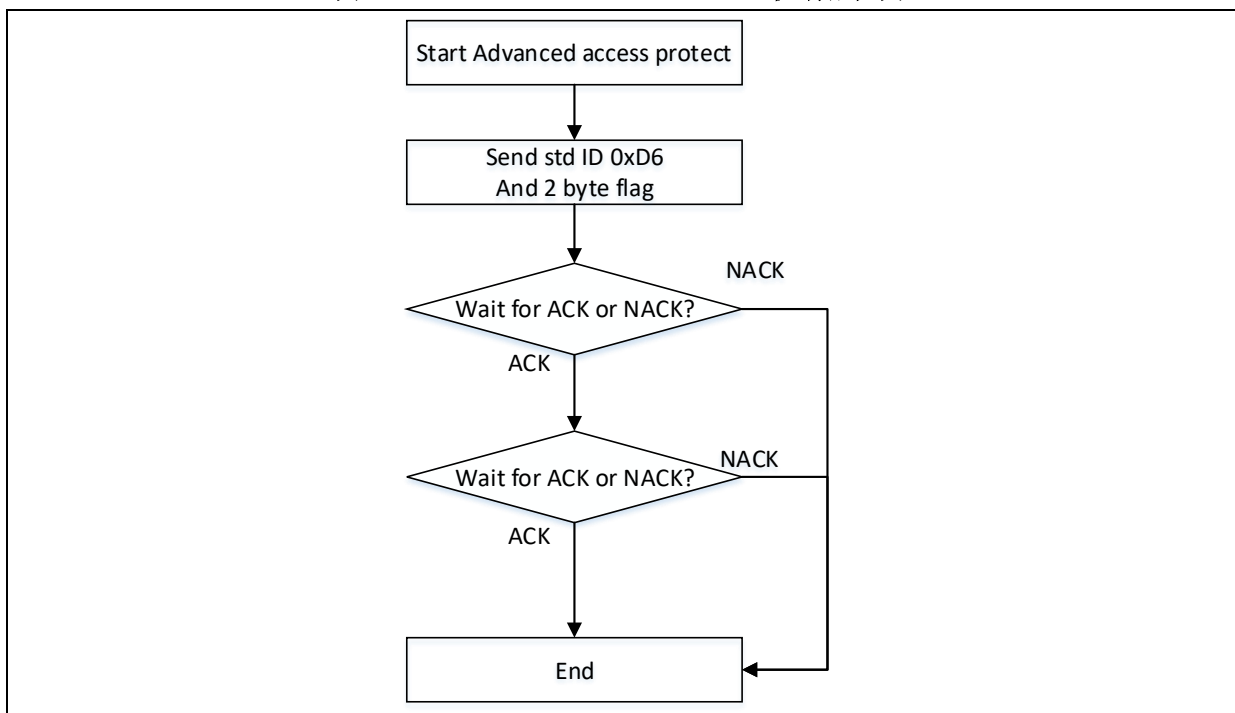 Start Advanced access protect
Send std ID 0xD6
And 2 byte flag
NACK
Wait for ACK or NACK?
ACK
NACK
Wait for ACK or NACK?
ACK
End